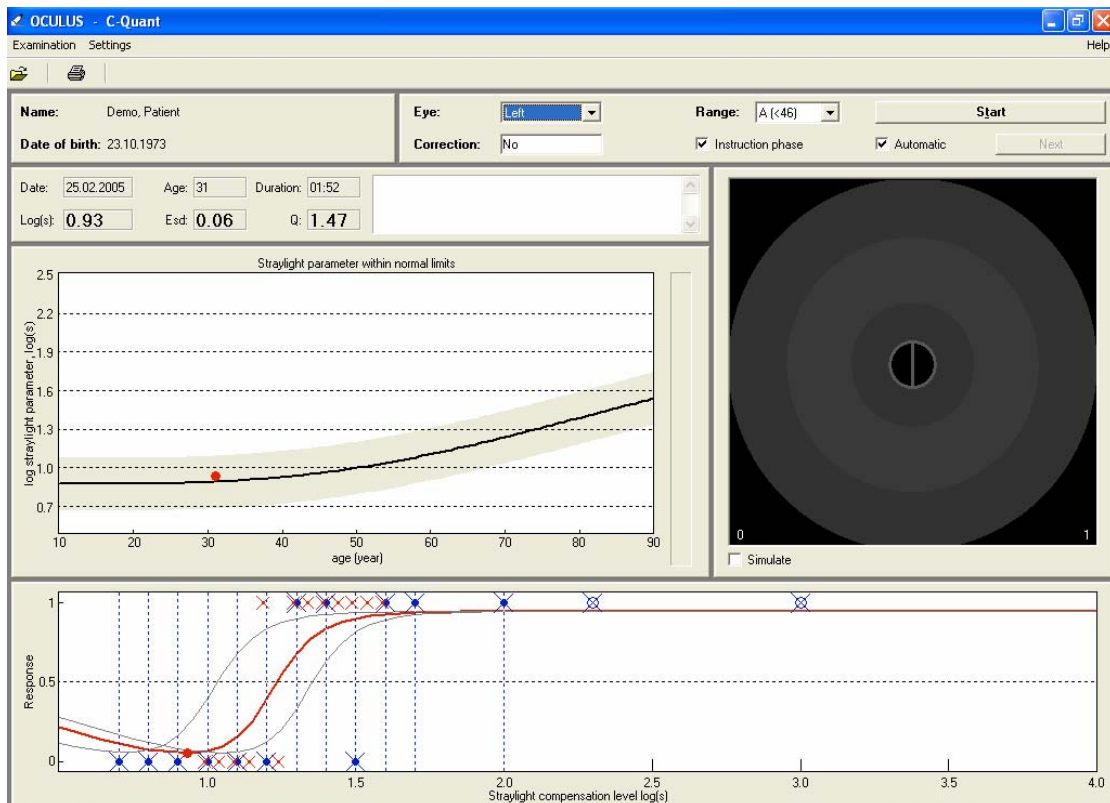 OCULUS - C-Quant
Examination Settings Help
Name: Demo, Patient
Date of birth: 23.10.1973
Eye: Left Range: A (<46) Start
Correction: No Instruction phase Automatic Next
Date: 25.02.2005 Age: 31 Duration: 01:52
Log(s): 0.93 Esd: 0.06 Q: 1.47
Straylight parameter within normal limits
log straylight parameter, log(s)
2.5
2.2
1.9
1.6
1.3
1.0
0.7
10 20 30 40 50 60 70 80 90
age (year)
0 1
Simulate
Response
1
0.5
0
1.0 1.5 2.0 2.5 3.0 3.5 4.0
Straylight compensation level log(s)